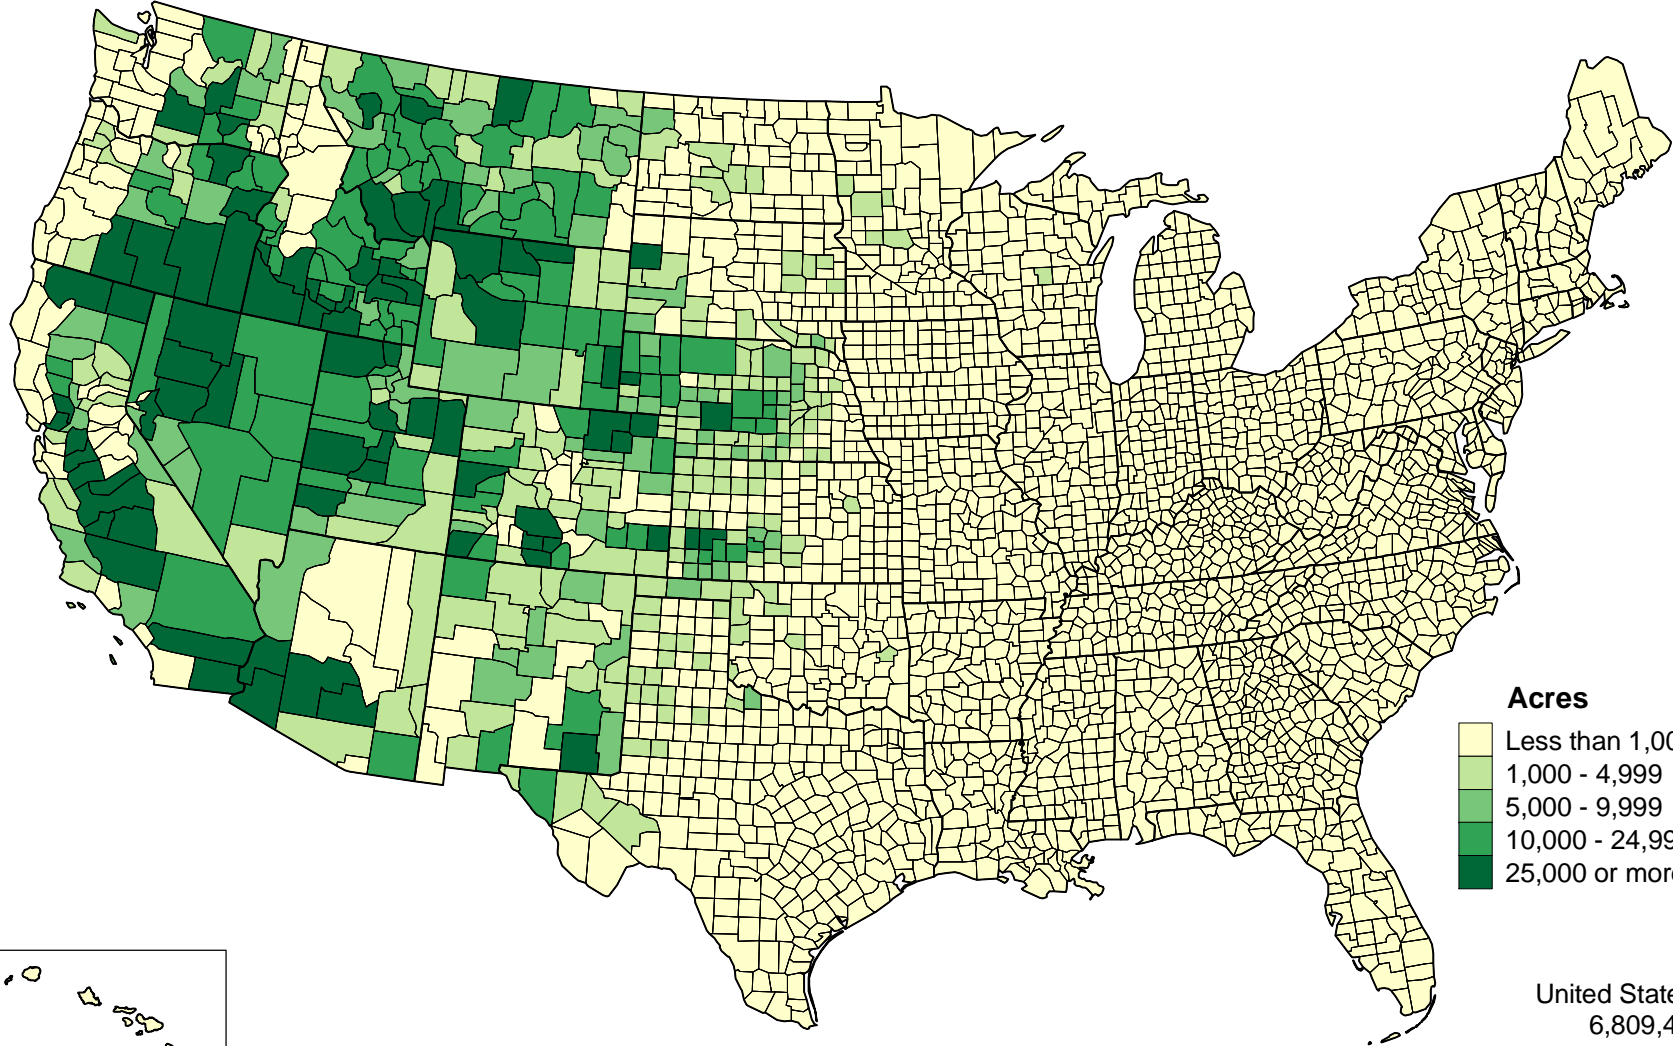 Acres
Less than 1,00
1,000 - 4,999
5,000 - 9,999
10,000 - 24,99
25,000 or more
United State
6,809,4